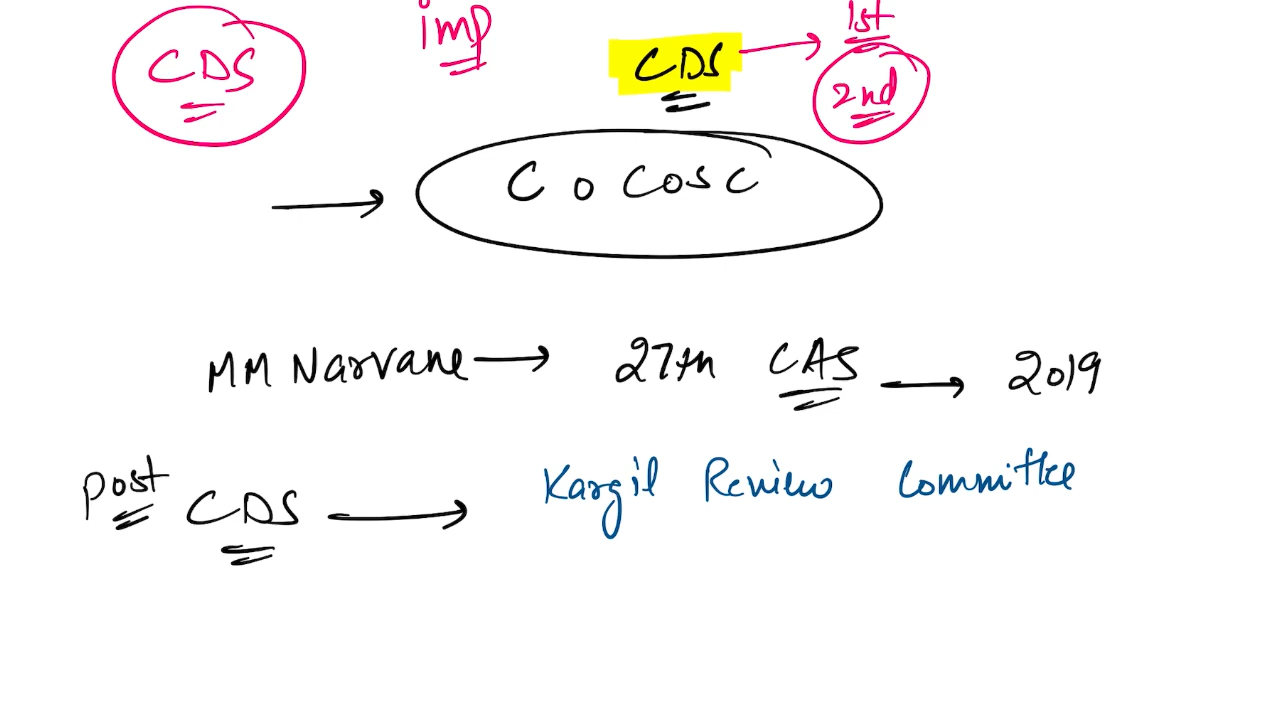 CDS imp CDS → 1st
2nd
→ C o COSC
MM Narvane → 27th CAS → 2019
Post CDS → Kargil Review Committee